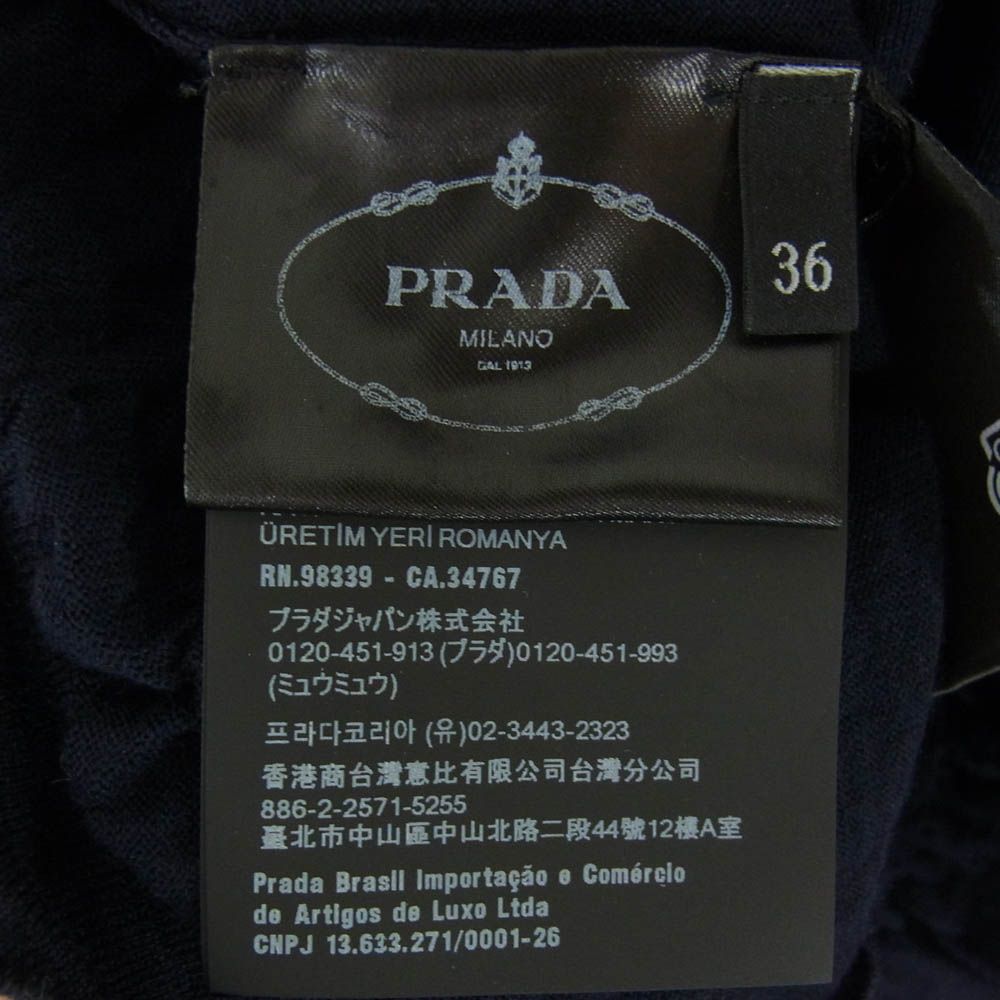 PRADA
MILANO
DAL 1913
36
ÜRETİM YERİ ROMANYA
RN.98339 - CA.34767
プラダジャパン株式会社
0120-451-913 (プラダ)0120-451-993
(ミュウミュウ)
프라다코리아 (유)02-3443-2323
香港商台灣意比有限公司台灣分公司
886-2-2571-5255
臺北市中山區中山北路二段44號12樓A室
Prada Brasil Importação e Comércio
de Artigos de Luxo Ltda
CNPJ 13.633.271/0001-26